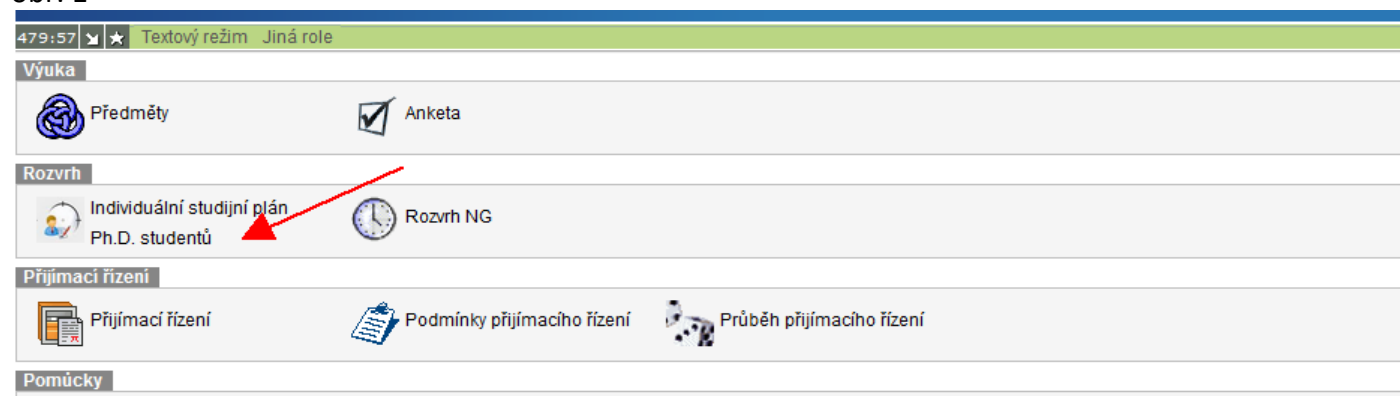 479:57 Textový režim Jiná role
Výuka
Předměty Anketa
Rozvrh
Individuální studijní plán
Ph.D. studentů
Rozvrh NG
Přijímací řízení
Přijímací řízení Podmínky přijímacího řízení Průběh přijímacího řízení
Pomůcky